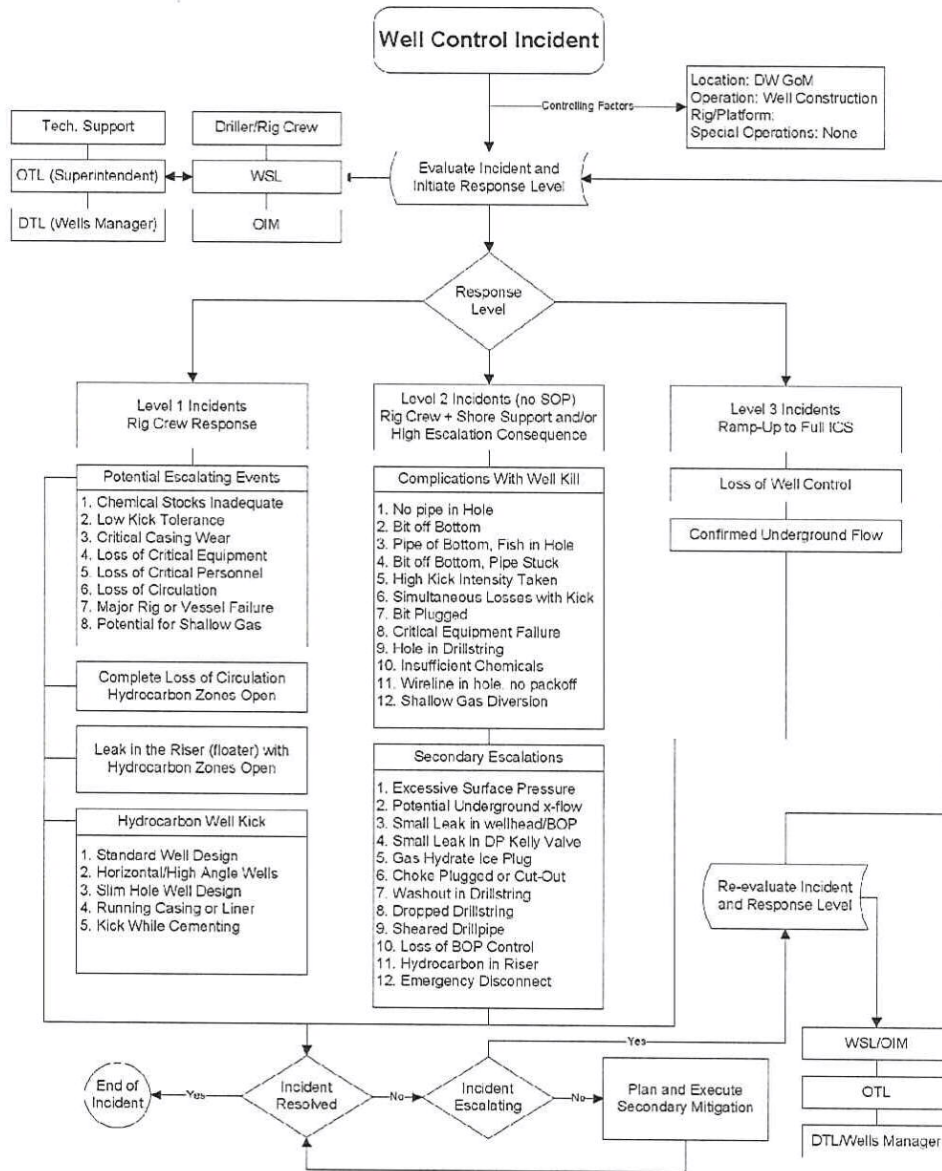 Well Control Incident
Controlling Factors
Location: DW GoM
Operation: Well Construction
Rig/Platform:
Special Operations: None
Tech. Support
OTL (Superintendent)
DTL (Wells Manager)
Driller/Rig Crew
WSL
OIM
Evaluate Incident and
Initiate Response Level
Response
Level
Level 1 Incidents
Rig Crew Response
Potential Escalating Events
1. Chemical Stocks Inadequate
2. Low Kick Tolerance
3. Critical Casing Wear
4. Loss of Critical Equipment
5. Loss of Critical Personnel
6. Loss of Circulation
7. Major Rig or Vessel Failure
8. Potential for Shallow Gas
Complete Loss of Circulation
Hydrocarbon Zones Open
Leak in the Riser (floater) with
Hydrocarbon Zones Open
Hydrocarbon Well Kick
1. Standard Well Design
2. Horizontal/High Angle Wells
3. Slim Hole Well Design
4. Running Casing or Liner
5. Kick While Cementing
Level 2 Incidents (no SOP)
Rig Crew + Shore Support and/or
High Escalation Consequence
Complications With Well Kill
1. No pipe in Hole
2. Bit off Bottom
3. Pipe of Bottom, Fish in Hole
4. Bit off Bottom, Pipe Stuck
5. High Kick Intensity Taken
6. Simultaneous Losses with Kick
7. Bit Plugged
8. Critical Equipment Failure
9. Hole in Drillstring
10. Insufficient Chemicals
11. Wireline in hole, no packoff
12. Shallow Gas Diversion
Secondary Escalations
1. Excessive Surface Pressure
2. Potential Underground x-flow
3. Small Leak in wellhead/BOP
4. Small Leak in DP Kelly Valve
5. Gas Hydrate Ice Plug
6. Choke Plugged or Cut-Out
7. Washout in Drillstring
8. Dropped Drillstring
9. Sheared Drillpipe
10. Loss of BOP Control
11. Hydrocarbon in Riser
12. Emergency Disconnect
Level 3 Incidents
Ramp-Up to Full ICS
Loss of Well Control
Confirmed Underground Flow
Re-evaluate Incident
and Response Level
WSL/OIM
OTL
DTL/Wells Manager
End of
Incident
Yes
Incident
Resolved
No
Incident
Escalating
Yes
No
Plan and Execute
Secondary Mitigation